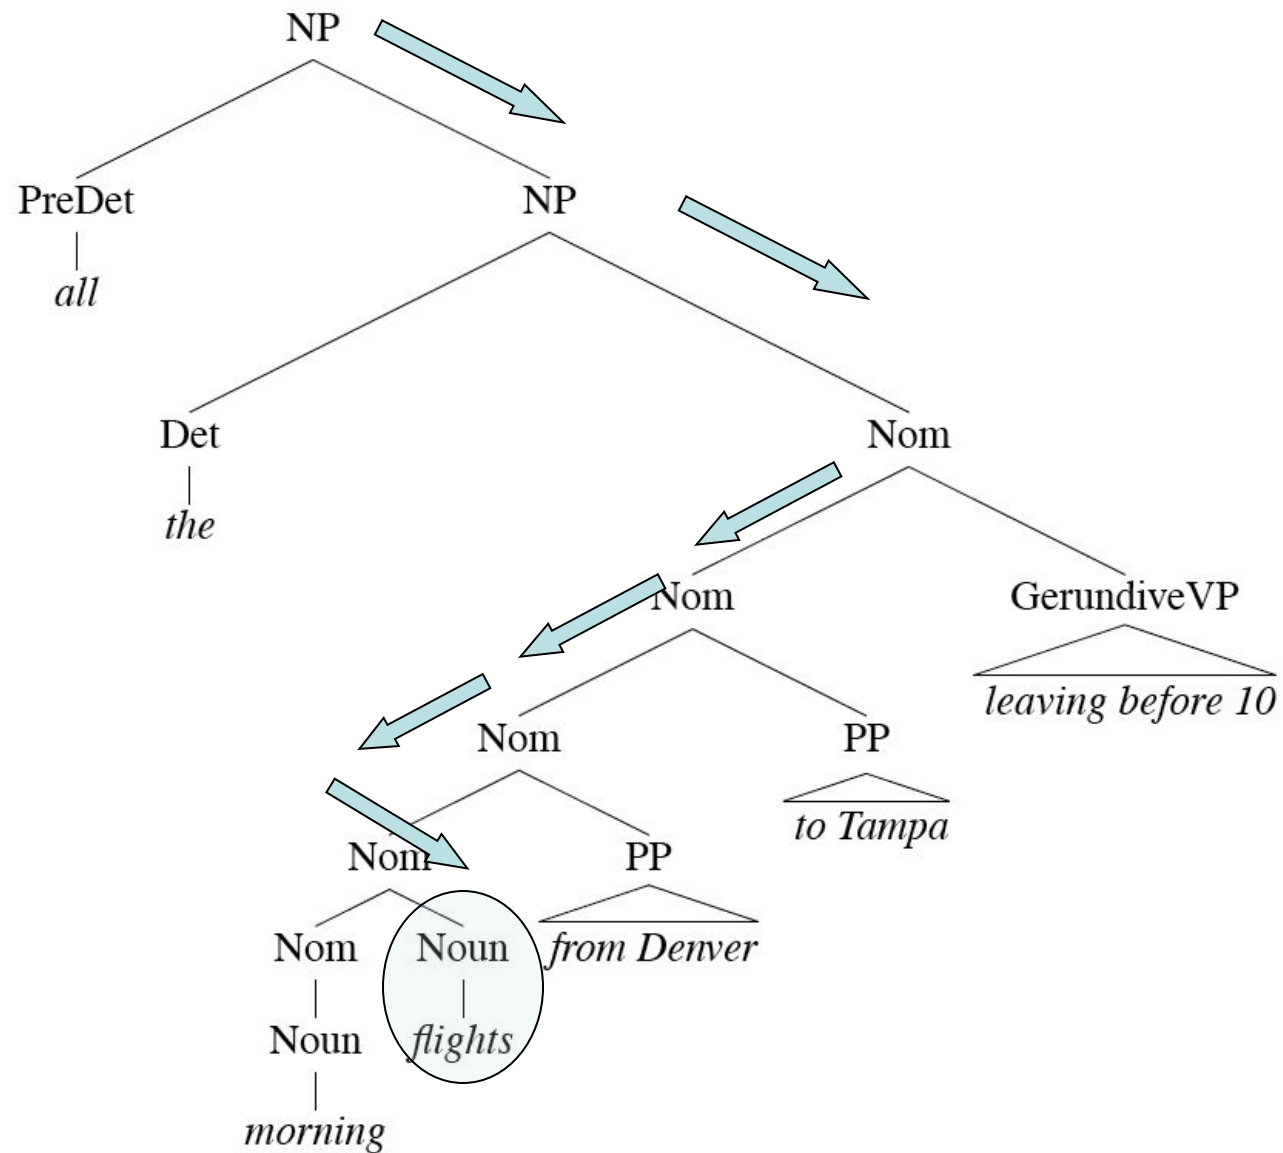 NP
PreDet NP
all
Det Nom
the
Nom GerundiveVP
leaving before 10
Nom PP
to Tampa
Nom PP
Nom Noun from Denver
Noun flights
morning